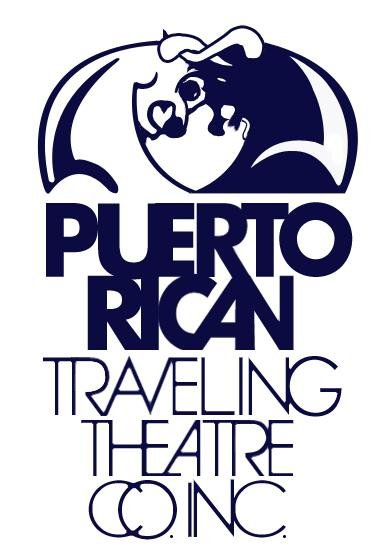 PUERTO
RICAN
TRAVELING
THEATRE
CO. INC.